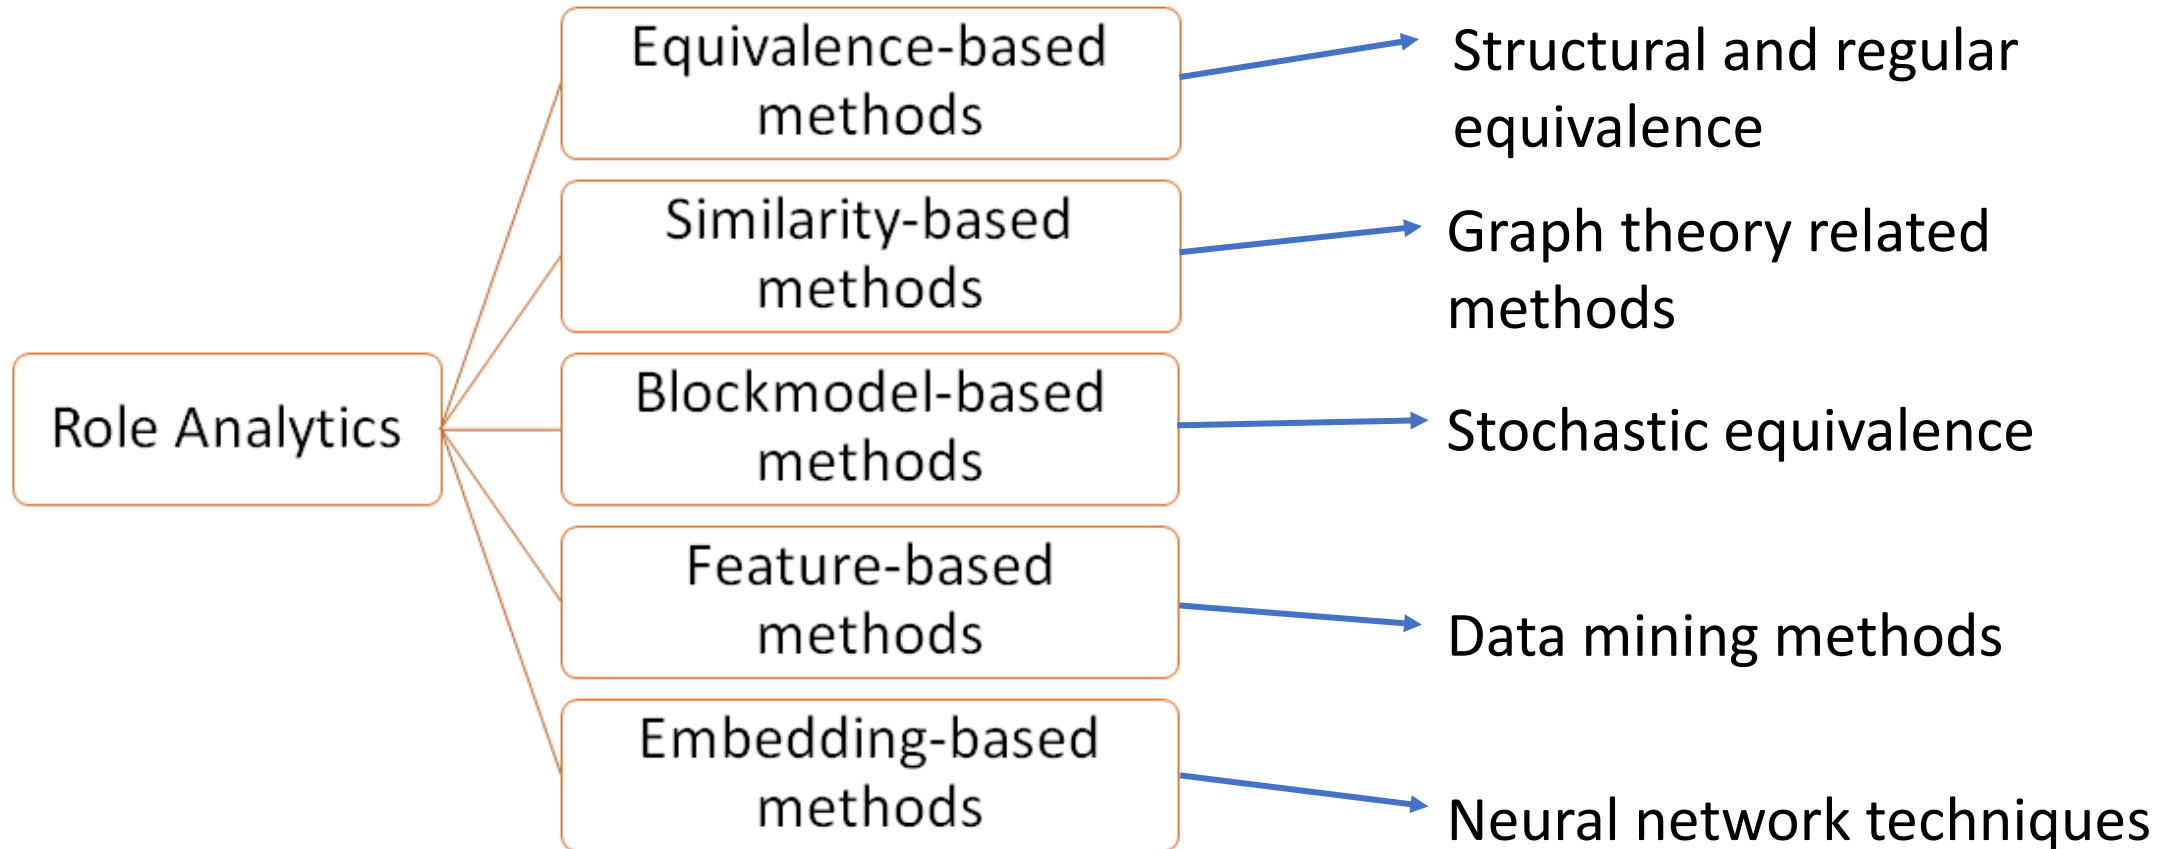 Role Analytics
Equivalence-based
methods
Structural and regular
equivalence
Similarity-based
methods
Graph theory related
methods
Blockmodel-based
methods
Stochastic equivalence
Feature-based
methods
Data mining methods
Embedding-based
methods
Neural network techniques